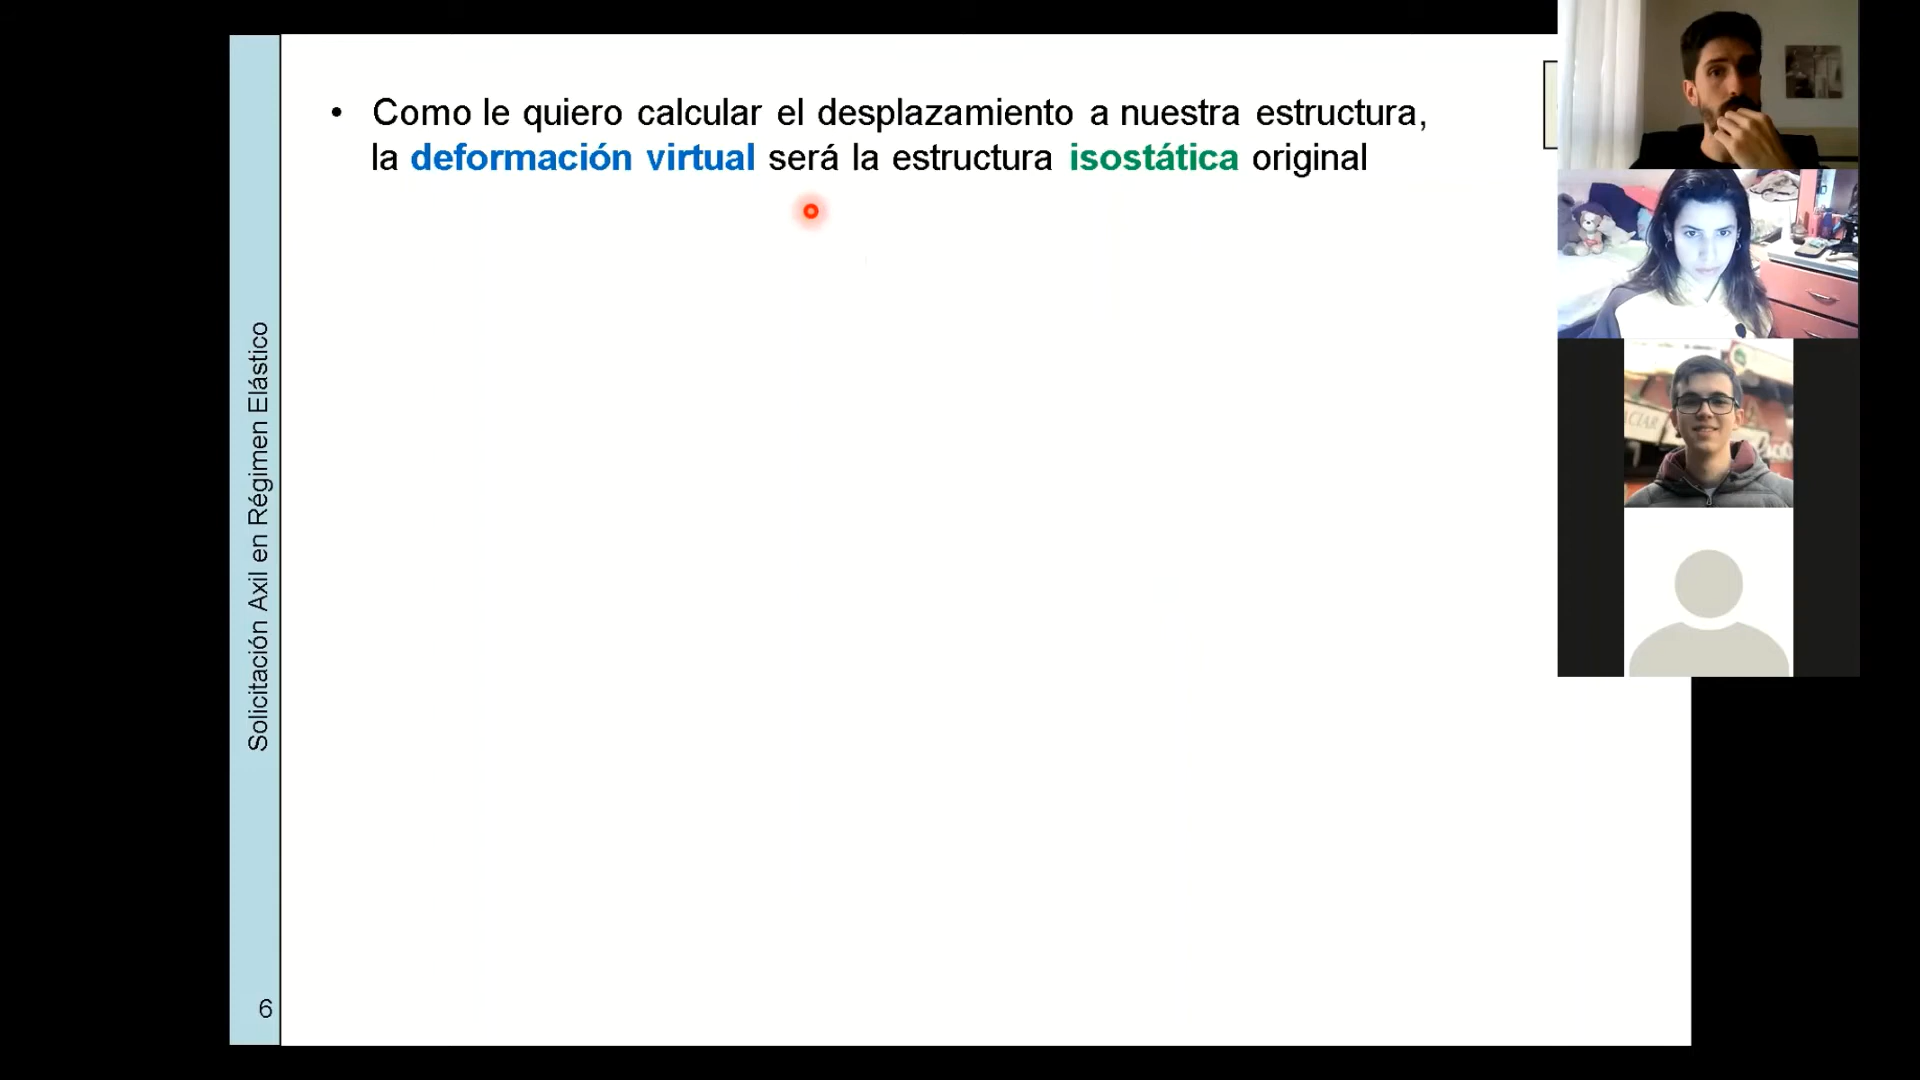 • Como le quiero calcular el desplazamiento a nuestra estructura,
la deformación virtual será la estructura isostática original
Solicitación Axil en Régimen Elástico
6